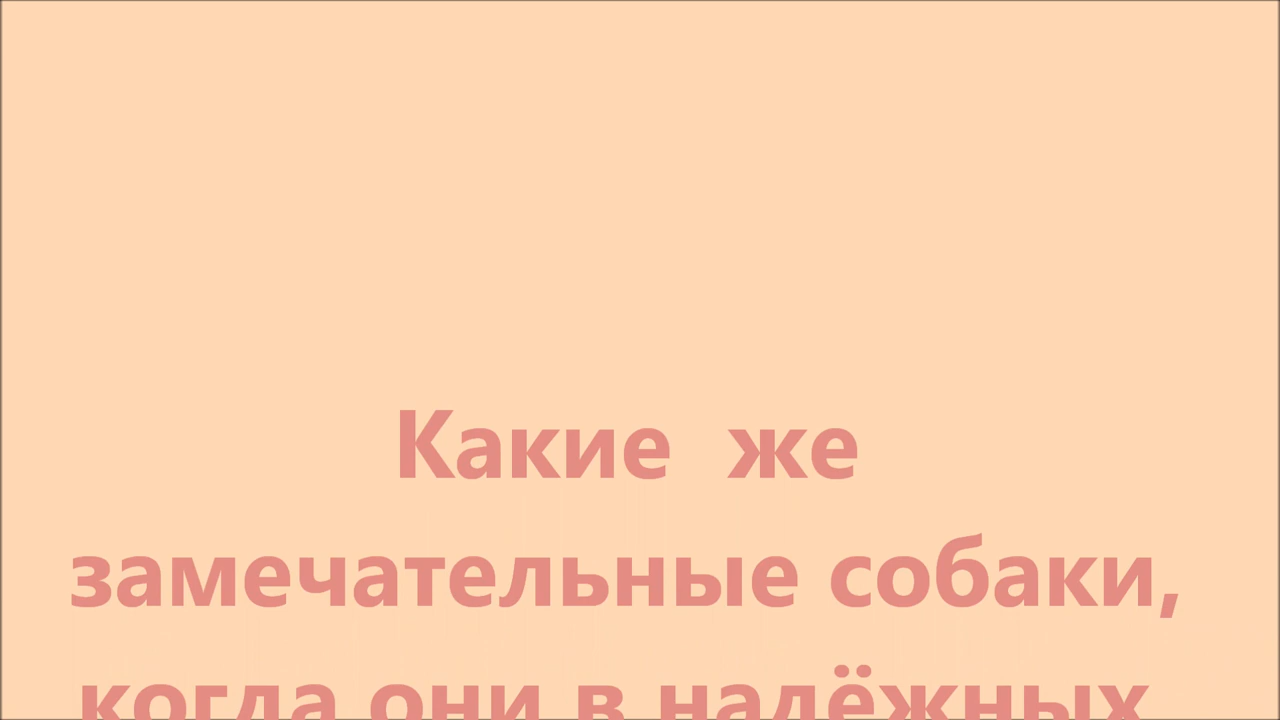 Какие же
замечательные собаки,
когда они в надёжных